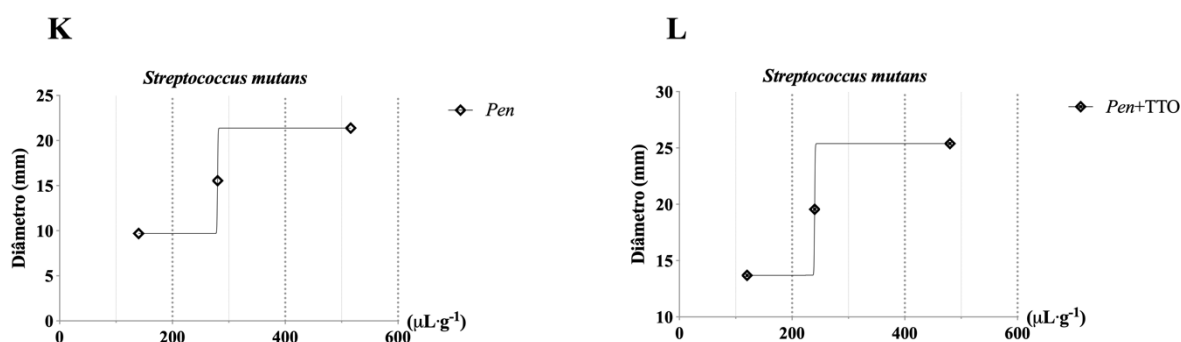 K
Streptococcus mutans
25
20
15
10
5
0
Diâmetro (mm)
0
200
400
600
(μL·g⁻¹)
Pen
L
Streptococcus mutans
30
25
20
15
10
Diâmetro (mm)
0
200
400
600
(μL·g⁻¹)
Pen+TTO